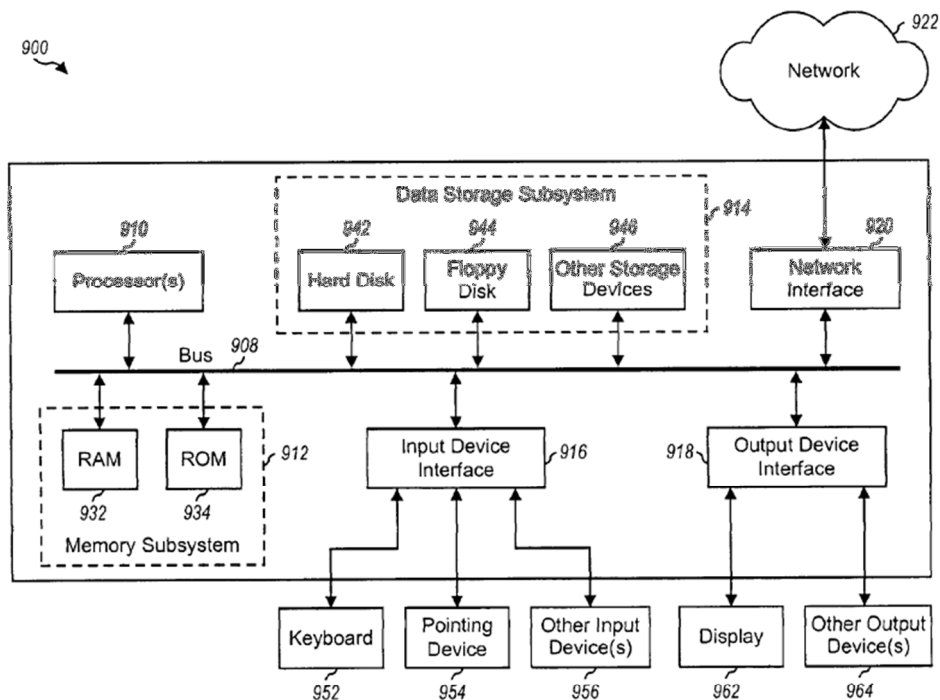 900
922
Network
Data Storage Subsystem
914
910
942
944
946
920
Processor(s)
Hard Disk
Floppy
Disk
Other Storage
Devices
Network
Interface
Bus
908
RAM
ROM
912
932
934
Memory Subsystem
Input Device
Interface
916
918
Output Device
Interface
Keyboard
Pointing
Device
Other Input
Device(s)
Display
Other Output
Device(s)
952
954
956
962
964